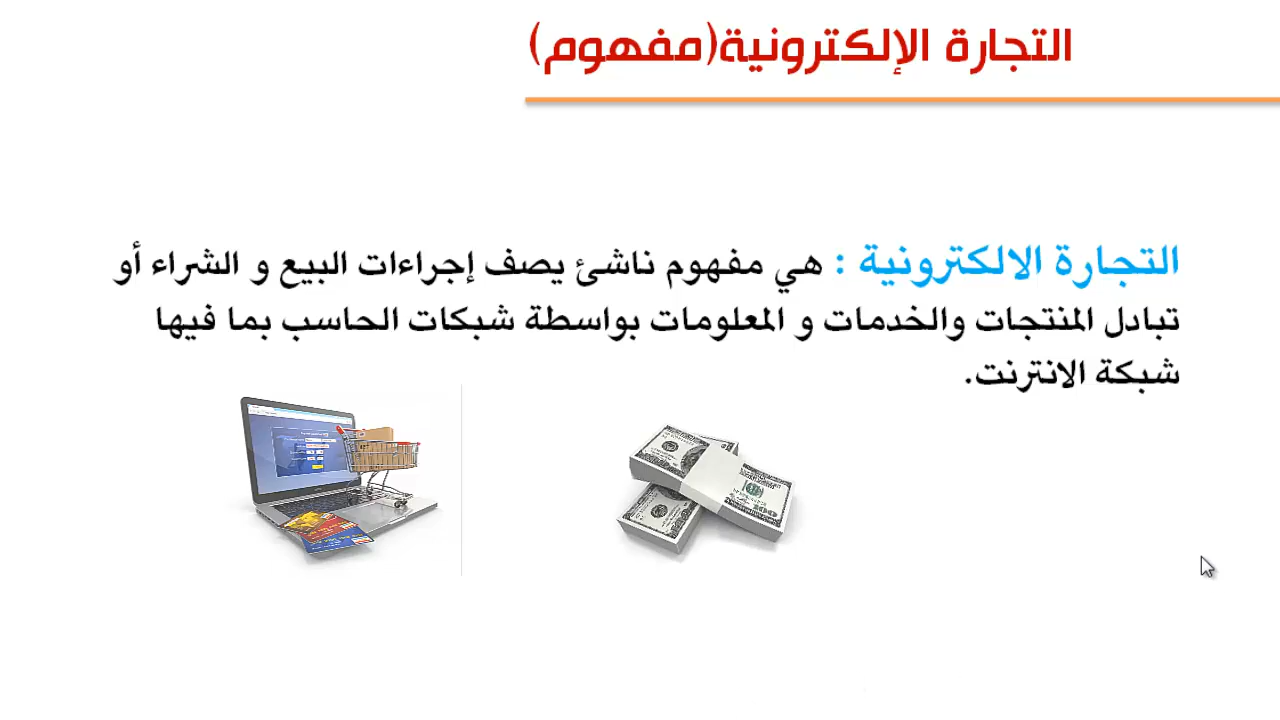 التجارة الإلكترونية(مفهوم)
التجارة الالكترونية : هي مفهوم ناشئ يصف إجراءات البيع و الشراء أو
تبادل المنتجات والخدمات و المعلومات بواسطة شبكات الحاسب بما فيها
شبكة الانترنت.
100